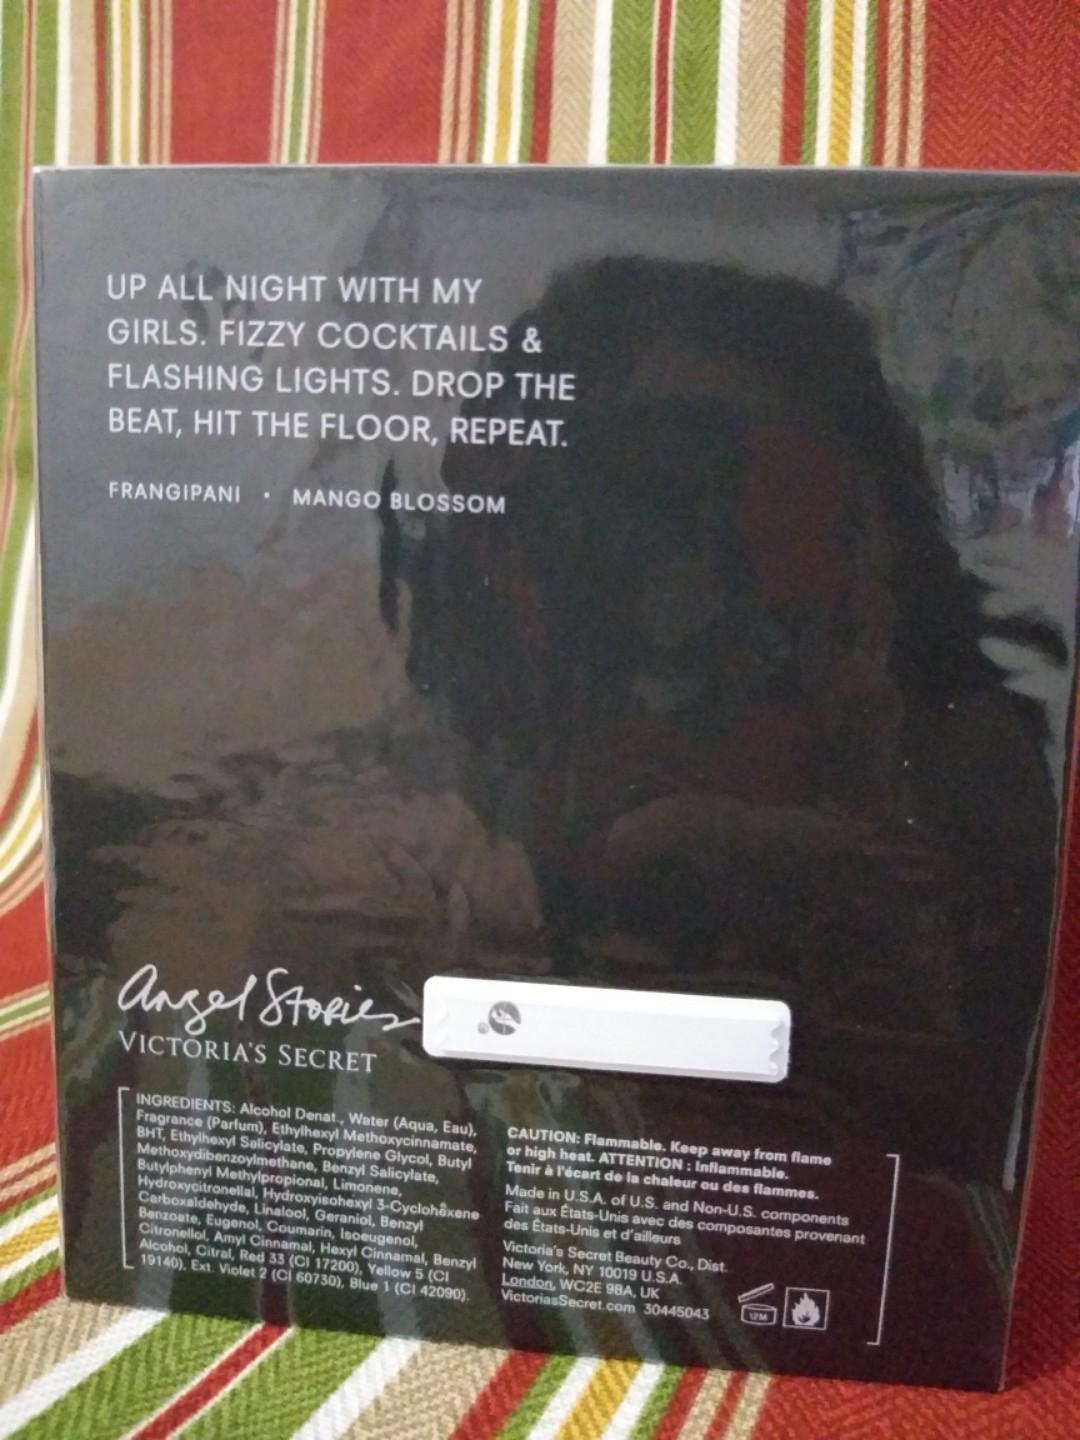 UP ALL NIGHT WITH MY
GIRLS. FIZZY COCKTAILS &
FLASHING LIGHTS. DROP THE
BEAT, HIT THE FLOOR, REPEAT.
FRANGIPANI · MANGO BLOSSOM
Angel Stories
VICTORIA'S SECRET
INGREDIENTS: Alcohol Denat., Water (Aqua, Eau),
Fragrance (Parfum), Ethylhexyl Methoxycinnamate,
BHT, Ethylhexyl Salicylate, Propylene Glycol, Butyl
Methoxydibenzoylmethane, Benzyl Salicylate,
Butylphenyl Methylpropional, Limonene,
Hydroxycitronellal, Hydroxyisohexyl 3-Cyclohexene
Carboxaldehyde, Linalool, Geraniol, Benzyl
Benzoate, Eugenol, Coumarin, Isoeugenol,
Citronellol, Amyl Cinnamal, Hexyl Cinnamal, Benzyl
Alcohol, Citral, Red 33 (CI 17200), Yellow 5 (CI
19140), Ext. Violet 2 (CI 60730), Blue 1 (CI 42090).
CAUTION: Flammable. Keep away from flame
or high heat. ATTENTION : Inflammable.
Tenir à l'écart de la chaleur ou des flammes.
Made in U.S.A. of U.S. and Non-U.S. components
Fait aux États-Unis avec des composantes provenant
des États-Unis et d'ailleurs
Victoria's Secret Beauty Co., Dist.
New York, NY 10019 U.S.A.
London, WC2E 9BA, UK
VictoriasSecret.com 30445043
12M